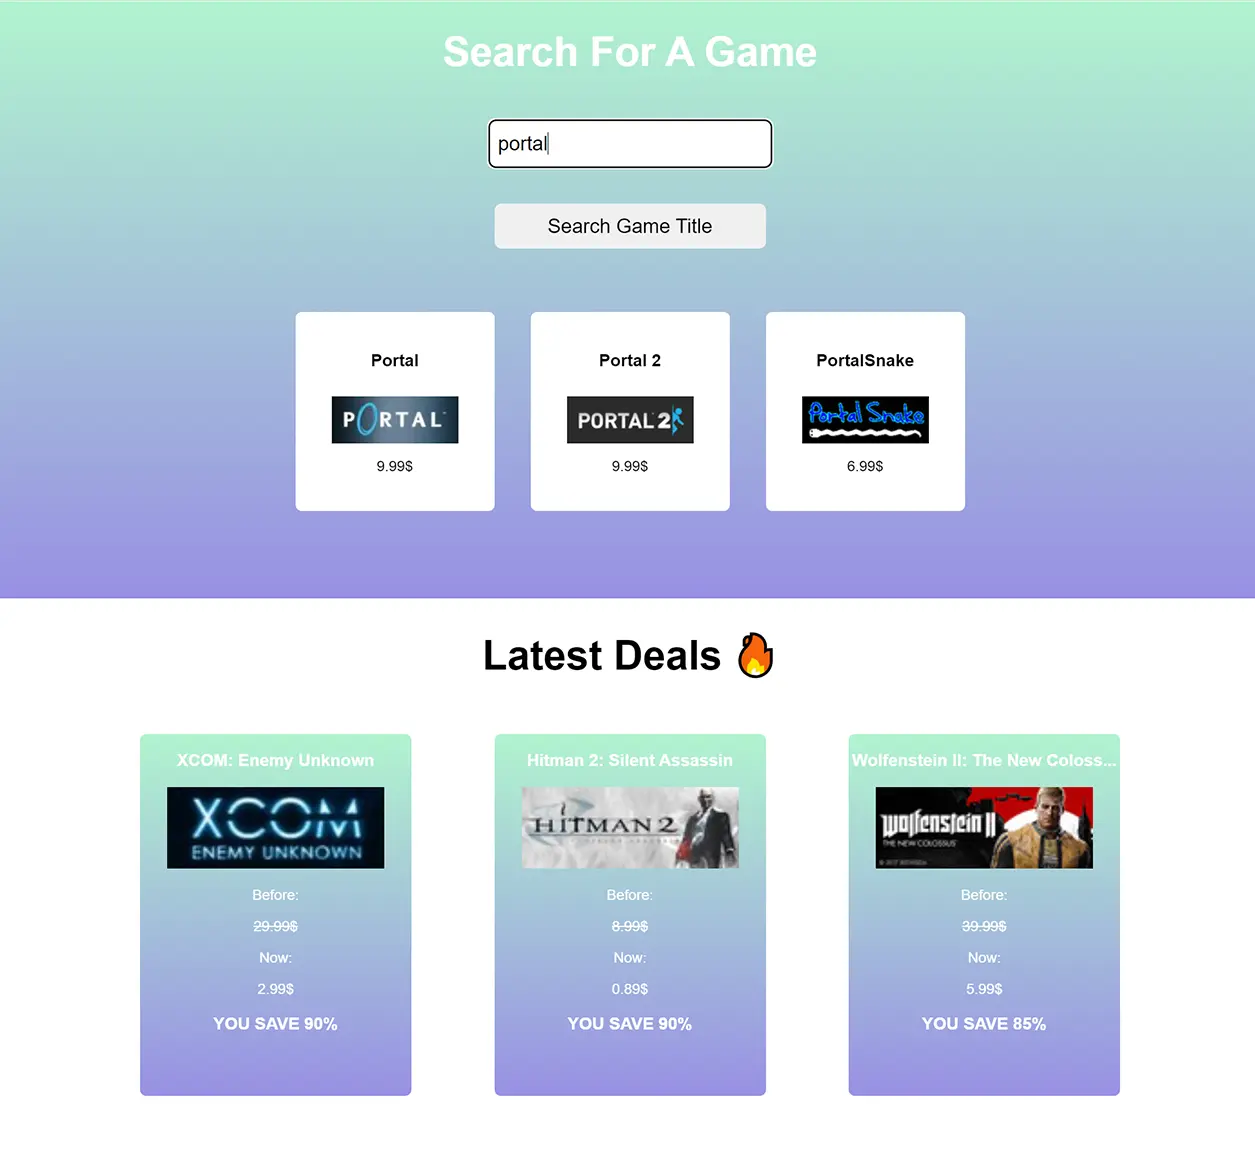 Search For A Game
portal
Search Game Title
Portal
PORTAL
9.99$
Portal 2
PORTAL 2
9.99$
PortalSnake
Portal Snake
6.99$
Latest Deals 🔥
XCOM: Enemy Unknown
XCOM
ENEMY UNKNOWN
Before:
29.99$
Now:
2.99$
YOU SAVE 90%
Hitman 2: Silent Assassin
HITMAN 2
Before:
8.99$
Now:
0.89$
YOU SAVE 90%
Wolfenstein II: The New Coloss...
Wolfenstein II
THE NEW COLOSSUS
Before:
39.99$
Now:
5.99$
YOU SAVE 85%